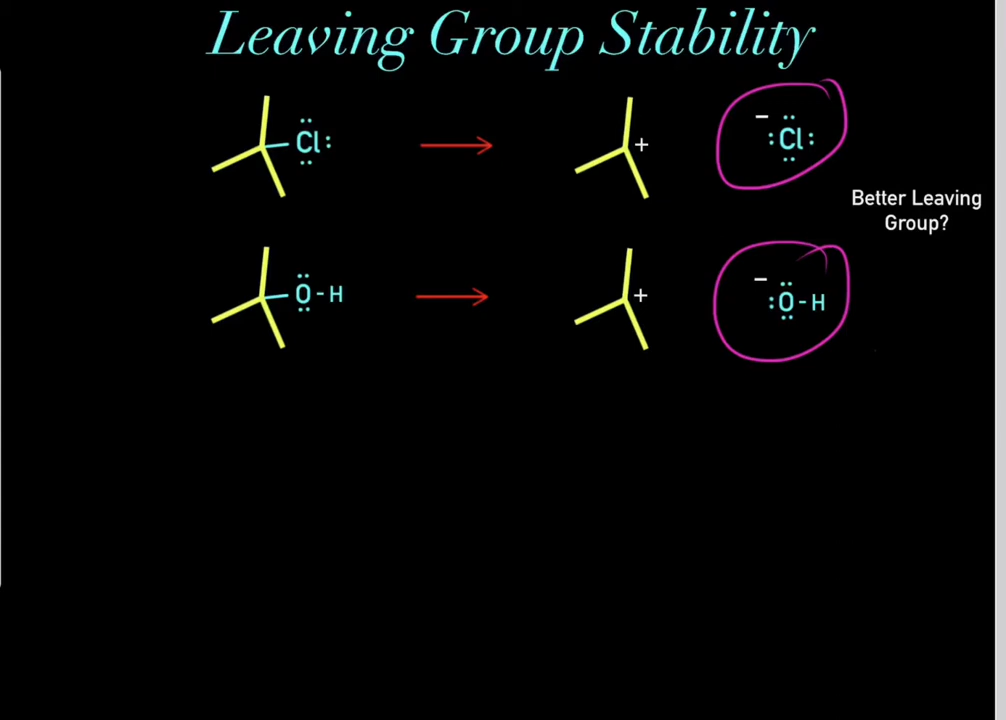 Leaving Group Stability
Cl
+
− Cl
Better Leaving
Group?
O-H
+
− O-H